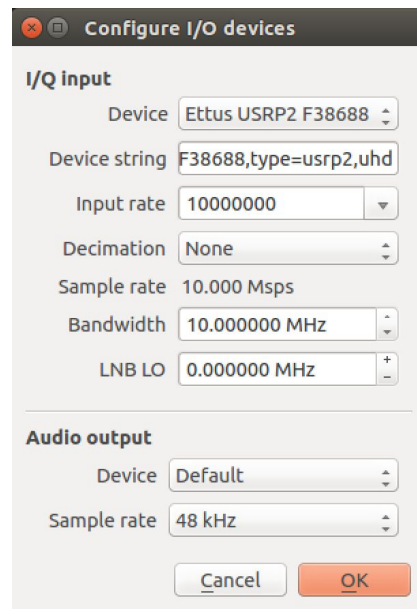 Configure I/O devices
I/Q input
Device Ettus USRP2 F38688
Device string F38688,type=usrp2,uhd
Input rate 10000000
Decimation None
Sample rate 10.000 Msps
Bandwidth 10.000000 MHz
LNB LO 0.000000 MHz
Audio output
Device Default
Sample rate 48 kHz
Cancel OK